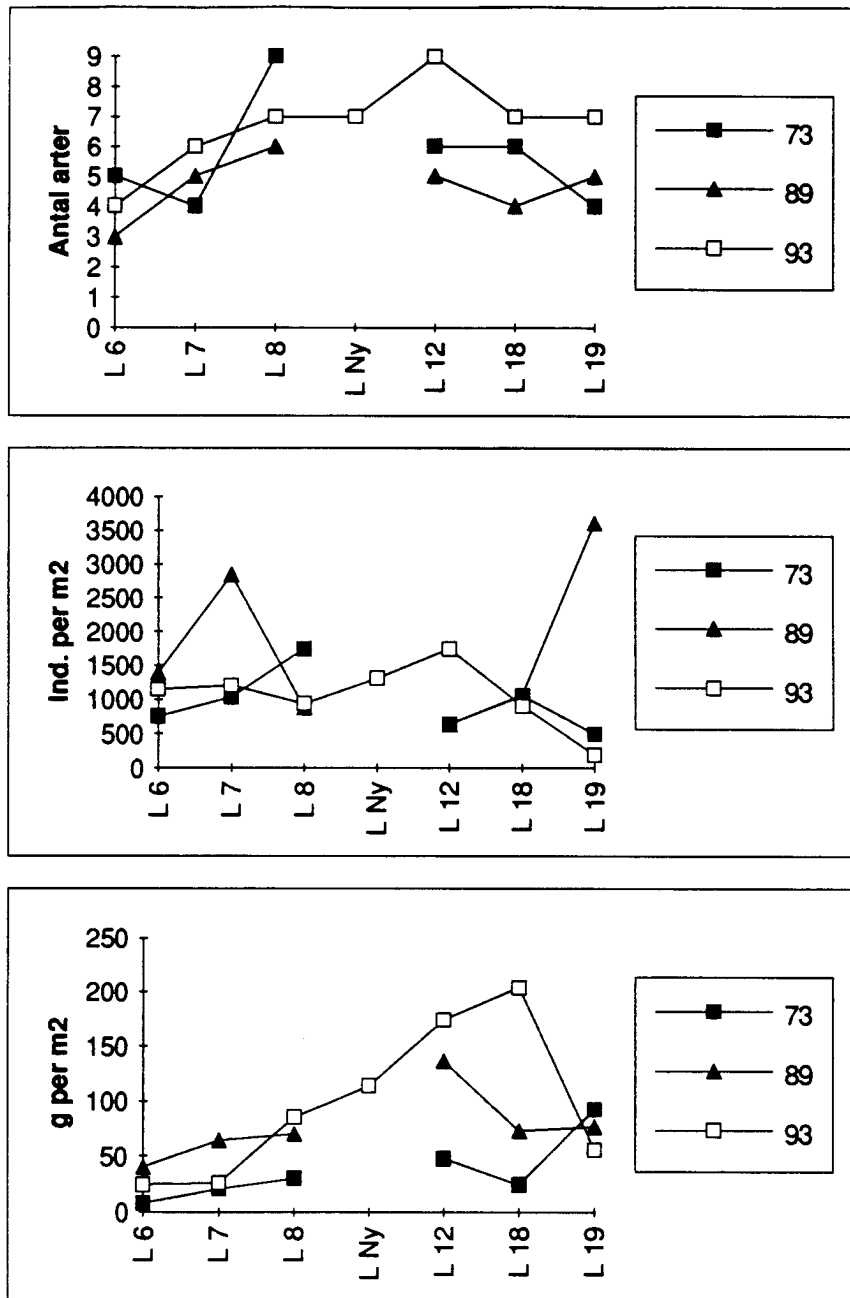 Antal arter
9
8
7
6
5
4
3
2
1
0
L 6
L 7
L 8
L Ny
L 12
L 18
L 19
73
89
93
Ind. per m2
4000
3500
3000
2500
2000
1500
1000
500
0
L 6
L 7
L 8
L Ny
L 12
L 18
L 19
73
89
93
g per m2
250
200
150
100
50
0
L 6
L 7
L 8
L Ny
L 12
L 18
L 19
73
89
93